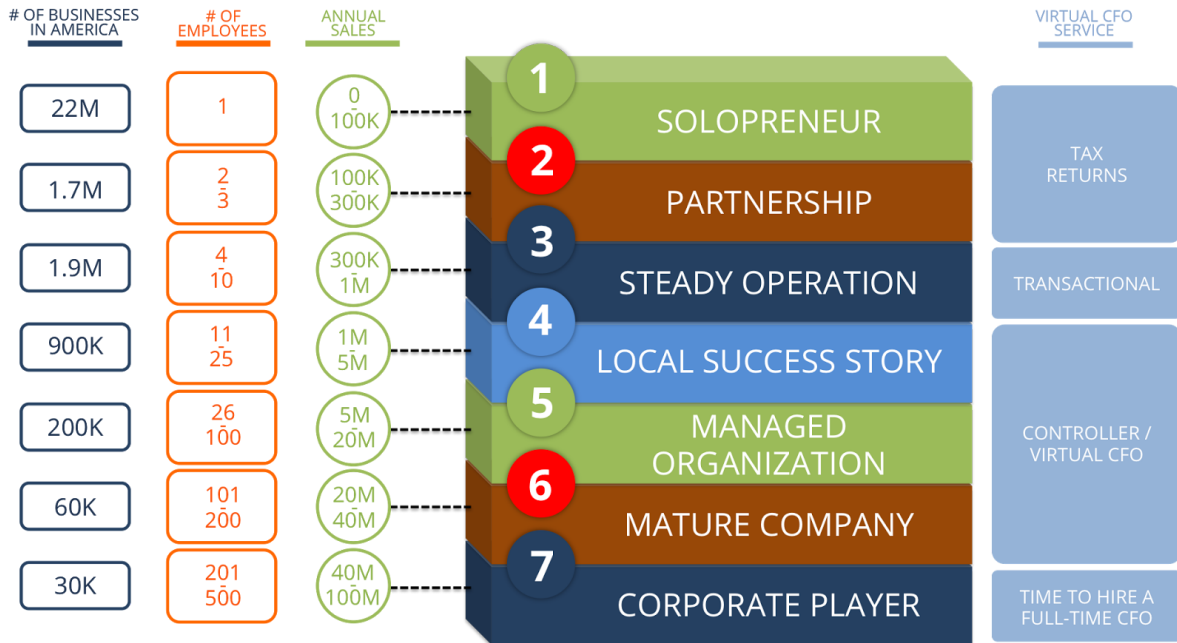 # OF BUSINESSES
IN AMERICA
# OF
EMPLOYEES
ANNUAL
SALES
VIRTUAL CFO
SERVICE
22M
1
0
-
100K
1
SOLOPRENEUR
TAX
RETURNS
1.7M
2
-
3
100K
-
300K
2
PARTNERSHIP
1.9M
4
-
10
300K
-
1M
3
STEADY OPERATION
TRANSACTIONAL
900K
11
-
25
1M
-
5M
4
LOCAL SUCCESS STORY
200K
26
-
100
5M
-
20M
5
MANAGED
ORGANIZATION
CONTROLLER /
VIRTUAL CFO
60K
101
-
200
20M
-
40M
6
MATURE COMPANY
30K
201
-
500
40M
-
100M
7
CORPORATE PLAYER
TIME TO HIRE A
FULL-TIME CFO